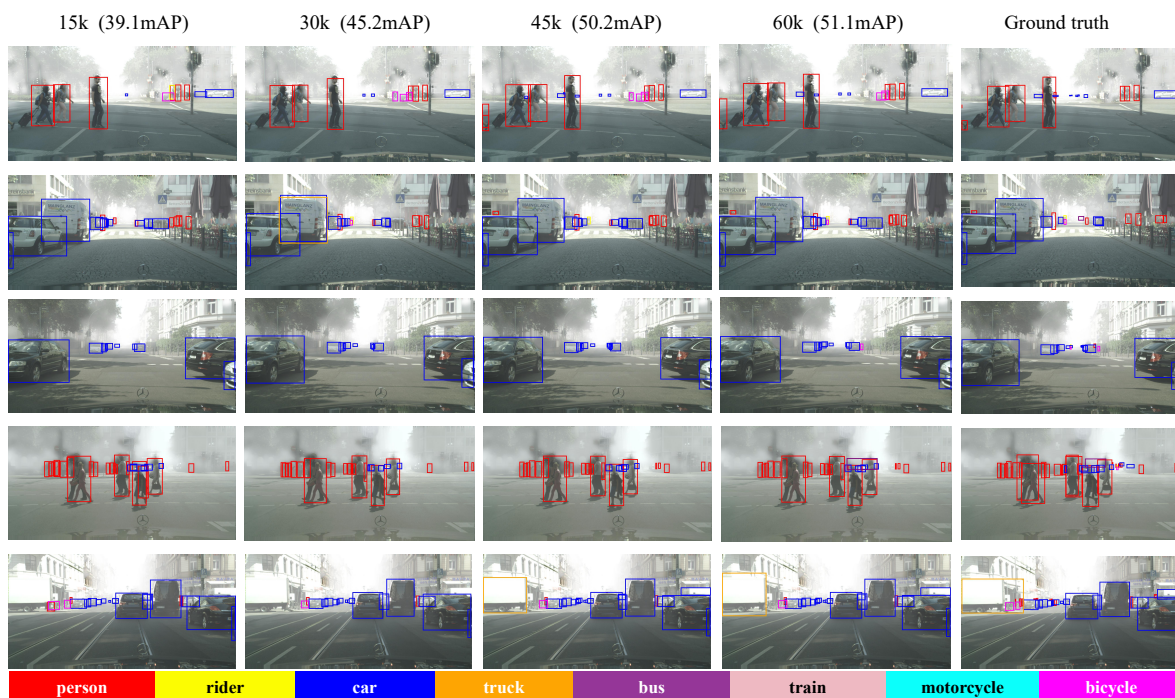 15k (39.1mAP) 30k (45.2mAP) 45k (50.2mAP) 60k (51.1mAP) Ground truth
person rider car truck bus train motorcycle bicycle